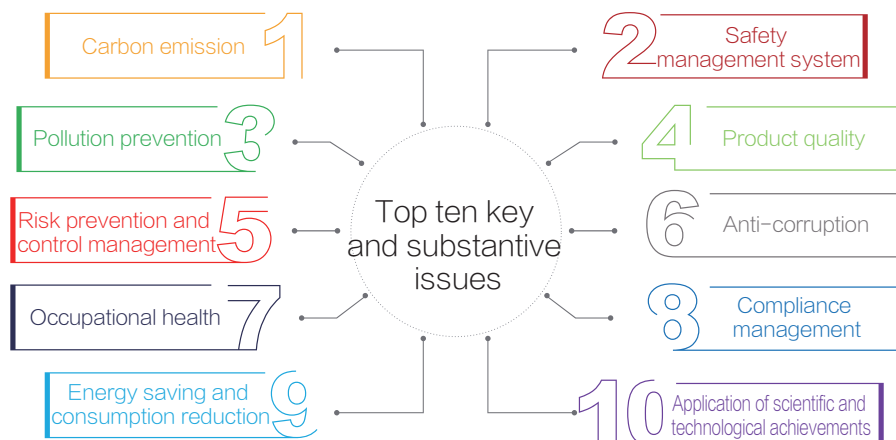 Carbon emission 1
2 Safety
management system
Pollution prevention 3
4 Product quality
Risk prevention and
control management 5
6 Anti-corruption
Top ten key
and substantive
issues
Occupational health 7
8 Compliance
management
Energy saving and
consumption reduction 9
10 Application of scientific and
technological achievements